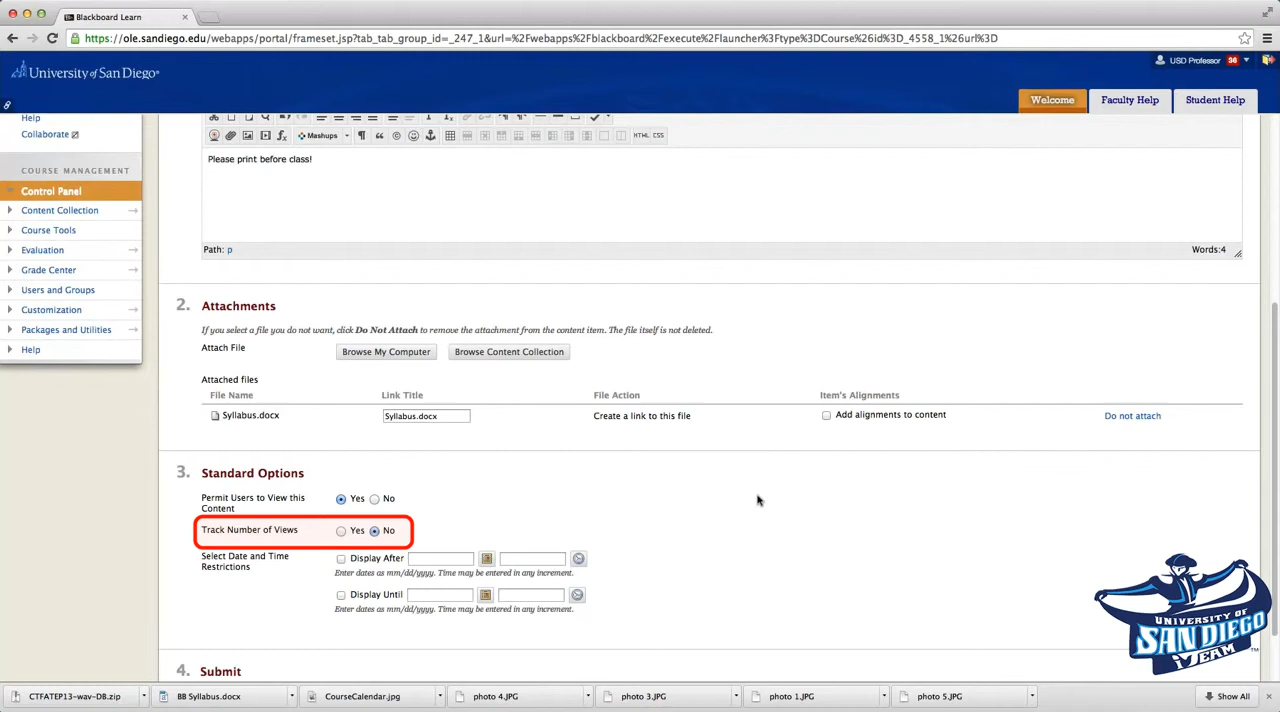 Blackboard Learn
https://ole.sandiego.edu/webapps/portal/frameset.jsp?tab_tab_group_id=_247_1&url=%2Fwebapps%2Fblackboard%2Fexecute%2Flauncher%3Ftype%3DCourse%26id%3D_4558_1%26url%3D
University of San Diego
USD Professor 36
Welcome Faculty Help Student Help
Help
Collaborate
COURSE MANAGEMENT
Control Panel
Content Collection
Course Tools
Evaluation
Grade Center
Users and Groups
Customization
Packages and Utilities
Help
Mashups HTML CSS
Please print before class!
Path: p Words:4
2. Attachments
If you select a file you do not want, click Do Not Attach to remove the attachment from the content item. The file itself is not deleted.
Attach File Browse My Computer Browse Content Collection
Attached files
File Name Link Title File Action Item's Alignments
Syllabus.docx Syllabus.docx Create a link to this file Add alignments to content Do not attach
3. Standard Options
Permit Users to View this Yes No
Content
Track Number of Views Yes No
Select Date and Time Display After
Restrictions
Enter dates as mm/dd/yyyy. Time may be entered in any increment.
Display Until
Enter dates as mm/dd/yyyy. Time may be entered in any increment.
4. Submit
UNIVERSITY OF
SAN DIEGO
iTEAM
TM
CTFATEP13-wav-DB.zip BB Syllabus.docx CourseCalendar.jpg photo 4.JPG photo 3.JPG photo 1.JPG photo 5.JPG Show All